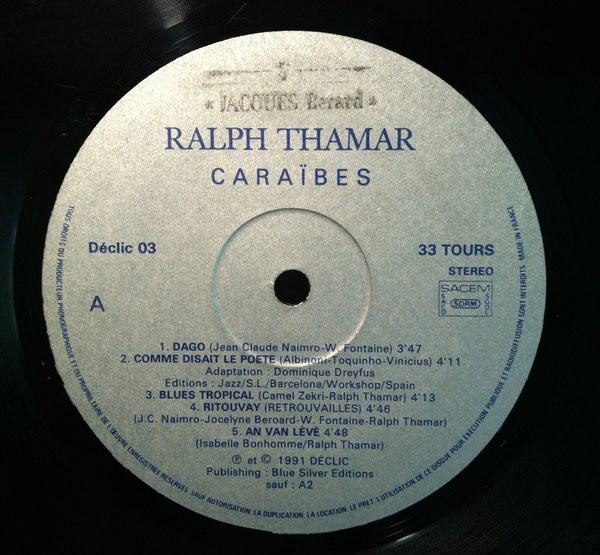 * JACQUES Berard *
RALPH THAMAR
CARAÏBES
Déclic 03
33 TOURS
STEREO
A
SACEM
SACD
SDRM
SGDL
1. DAGO (Jean Claude Naimro-W. Fontaine) 3'47
2. COMME DISAIT LE POETE (Albinoni-Toquinho-Vinicius) 4'11
Adaptation : Dominique Dreyfus
Editions : Jazz/S.L./Barcelona/Workshop/Spain
3. BLUES TROPICAL (Camel Zekri-Ralph Thamar) 4'13
4. RITOUVAY (RETROUVAILLES) 4'46
(J.C. Naimro-Jocelyne Beroard-W. Fontaine-Ralph Thamar)
5. AN VAN LÉVÉ 4'48
(Isabelle Bonhomme/Ralph Thamar)
℗ et © 1991 DÉCLIC
Publishing : Blue Silver Editions
sauf : A2
TOUS DROITS DU PRODUCTEUR PHONOGRAPHIQUE ET DU PROPRIETAIRE DE L'ŒUVRE ENREGISTREE RESERVES SAUF AUTORISATION. LA DUPLICATION. LA LOCATION. LE PRET. L'UTILISATION DE CE DISQUE POUR EXECUTION PUBLIQUE ET RADIODIFFUSION SONT INTERDITS · MADE IN FRANCE